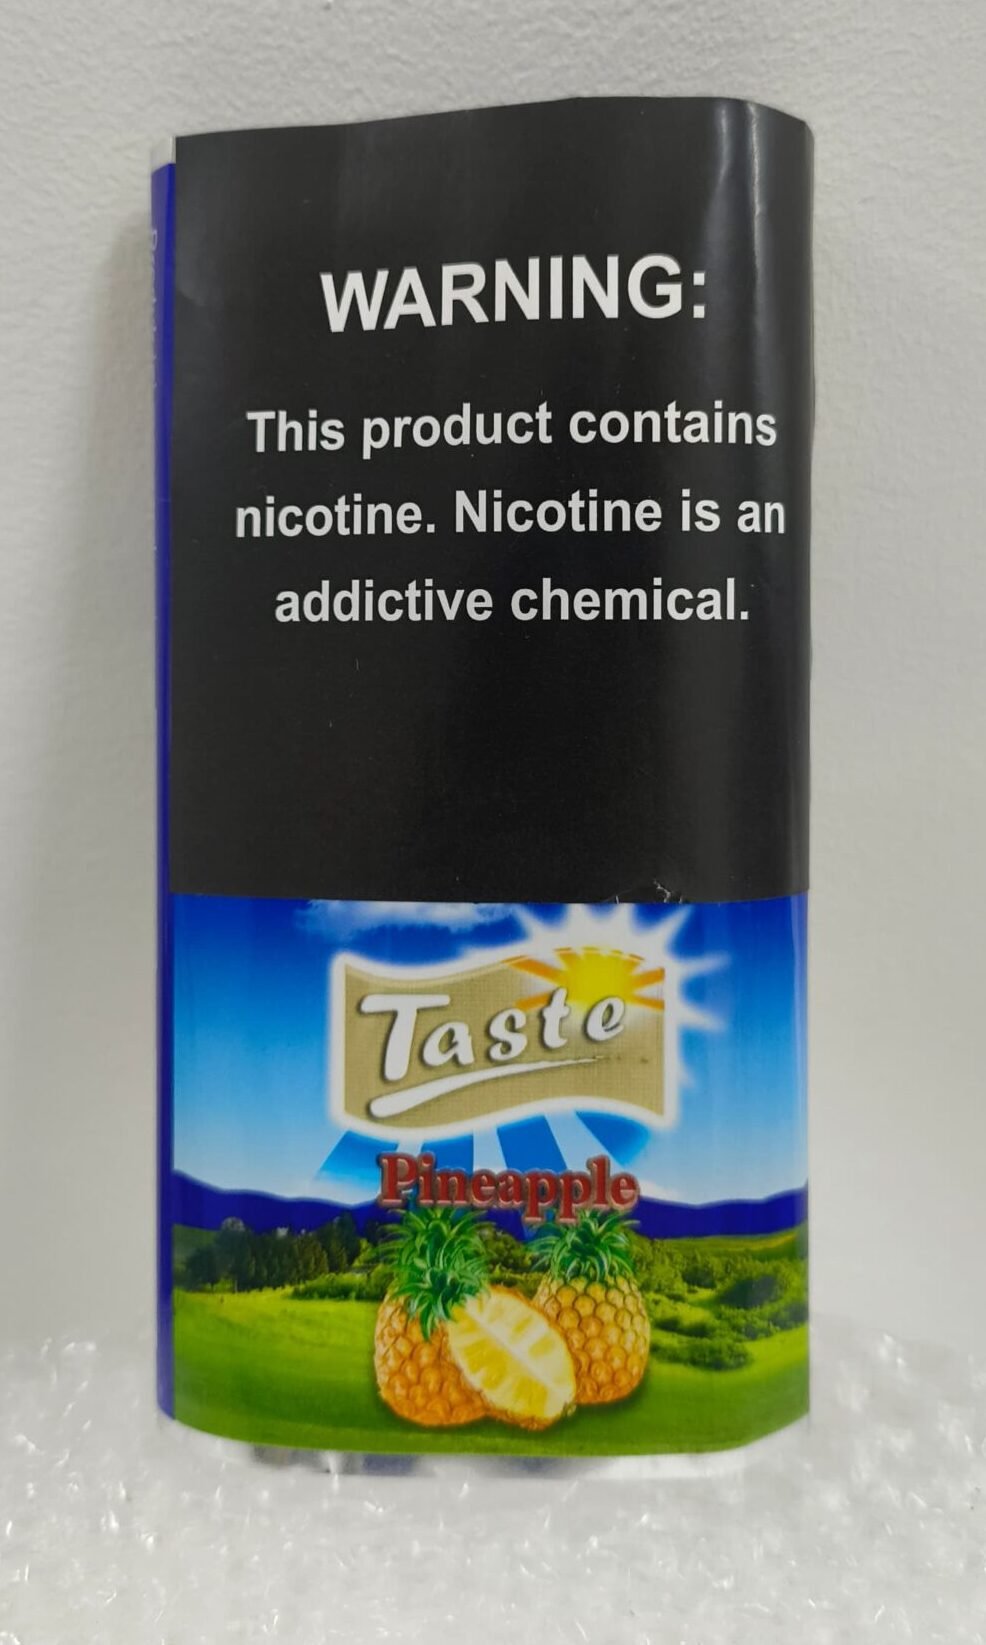 WARNING:
This product contains
nicotine. Nicotine is an
addictive chemical.
Taste
Pineapple